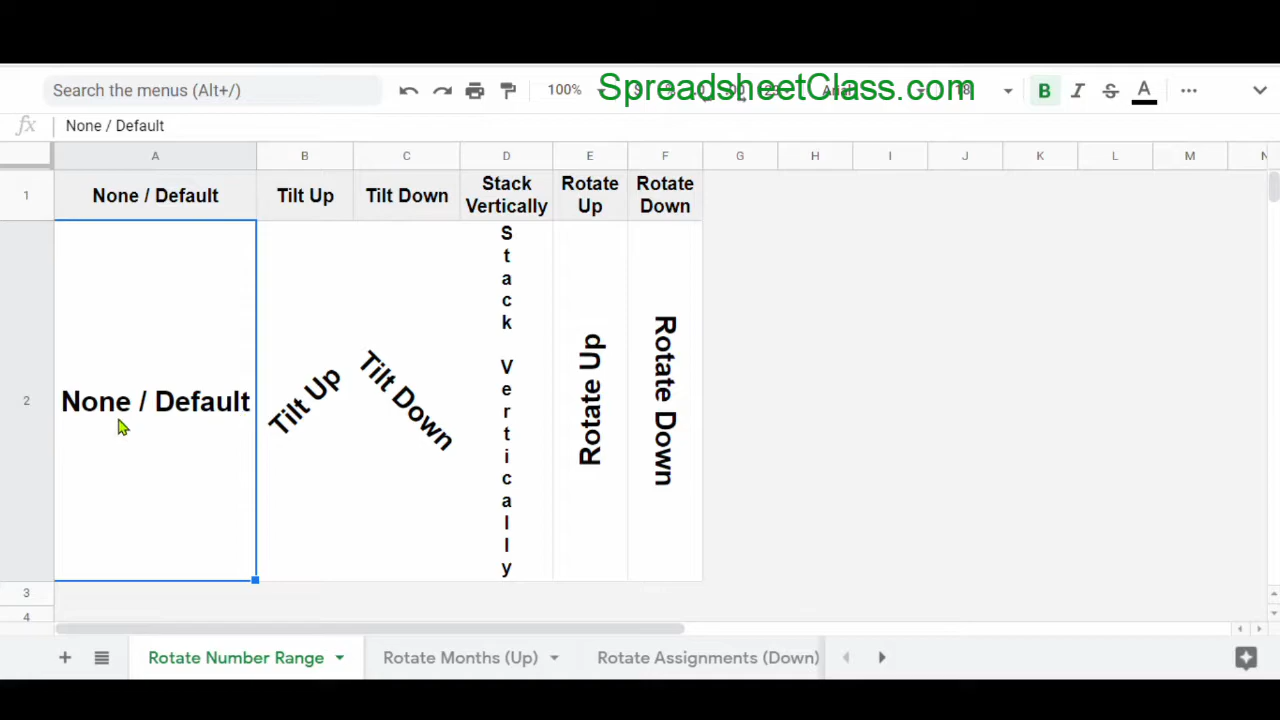 SpreadsheetClass.com
Search the menus (Alt+/)
100%
B I S A
fx
None / Default
A B C D E F G H I J K L M N
1
None / Default
Tilt Up
Tilt Down
Stack
Vertically
Rotate
Up
Rotate
Down
2
None / Default
Tilt Up
Tilt Down
S
t
a
c
k
V
e
r
t
i
c
a
l
l
y
Rotate Up
Rotate Down
3
4
Rotate Number Range
Rotate Months (Up)
Rotate Assignments (Down)